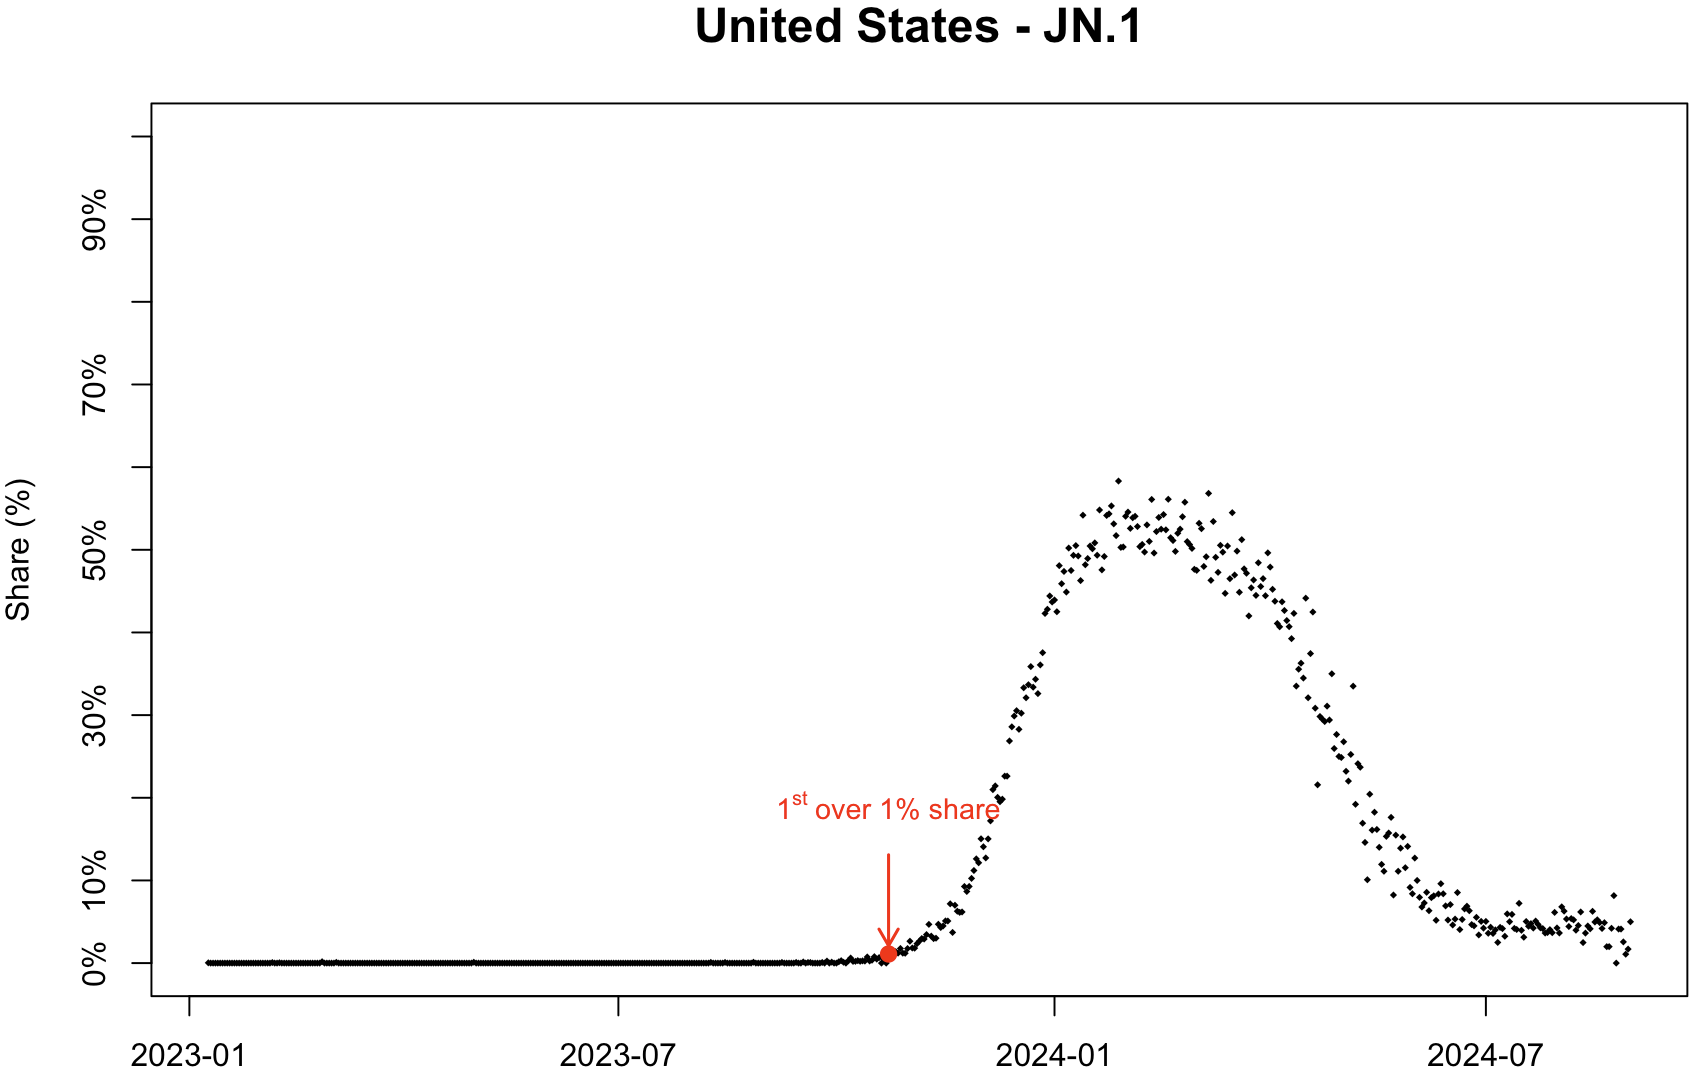 United States - JN.1
Share (%)
90%
70%
50%
30%
10%
0%
1st over 1% share
2023-01 2023-07 2024-01 2024-07